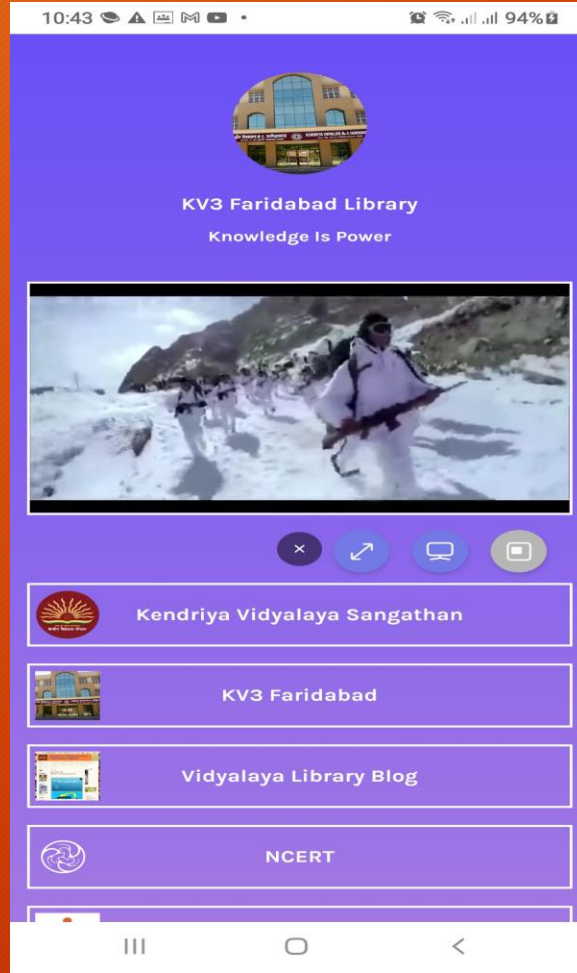 10:43
94%
KV3 Faridabad Library
Knowledge Is Power
Kendriya Vidyalaya Sangathan
KV3 Faridabad
Vidyalaya Library Blog
NCERT